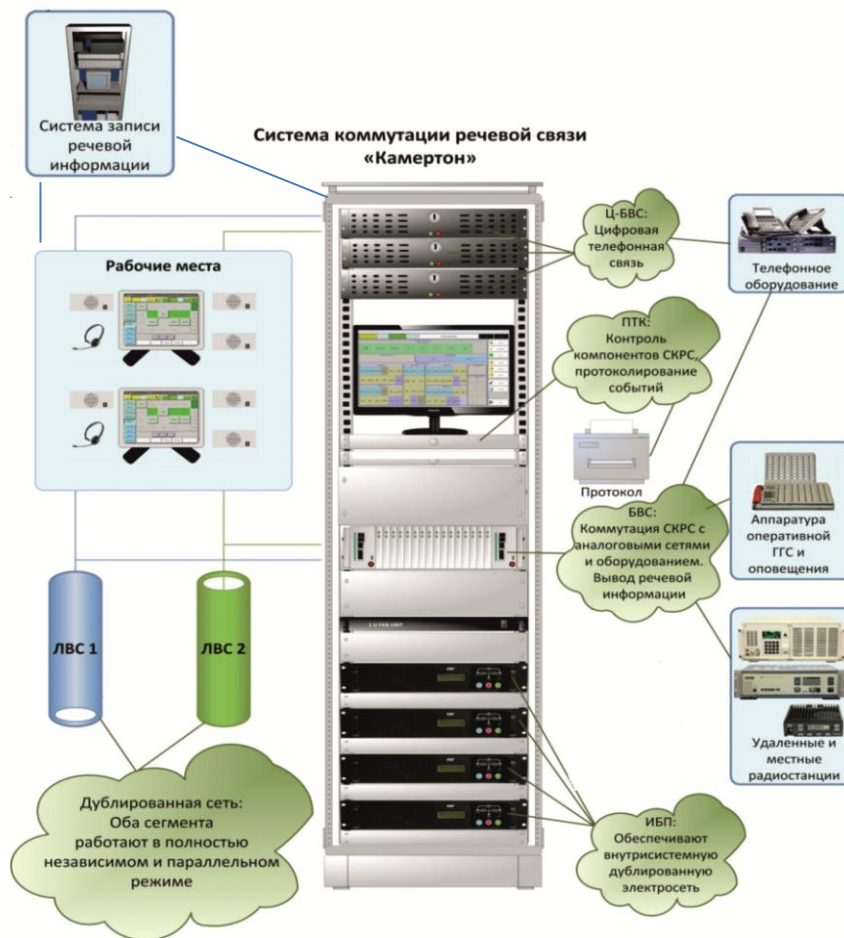 Система записи
речевой
информации
Система коммутации речевой связи
«Камертон»
Ц-БВС:
Цифровая
телефонная
связь
Телефонное
оборудование
Рабочие места
ПТК:
Контроль
компонентов СКРС,
протоколирование
событий
Протокол
БВС:
Коммутация СКРС с
аналоговыми сетями
и оборудованием.
Вывод речевой
информации
Аппаратура
оперативной
ГГС и
оповещения
1 U FAN UNIT
ЛВС 1
ЛВС 2
Удаленные и
местные
радиостанции
Дублированная сеть:
Оба сегмента
работают в полностью
независимом и параллельном
режиме
ИБП:
Обеспечивают
внутрисистемную
дублированную
электросеть